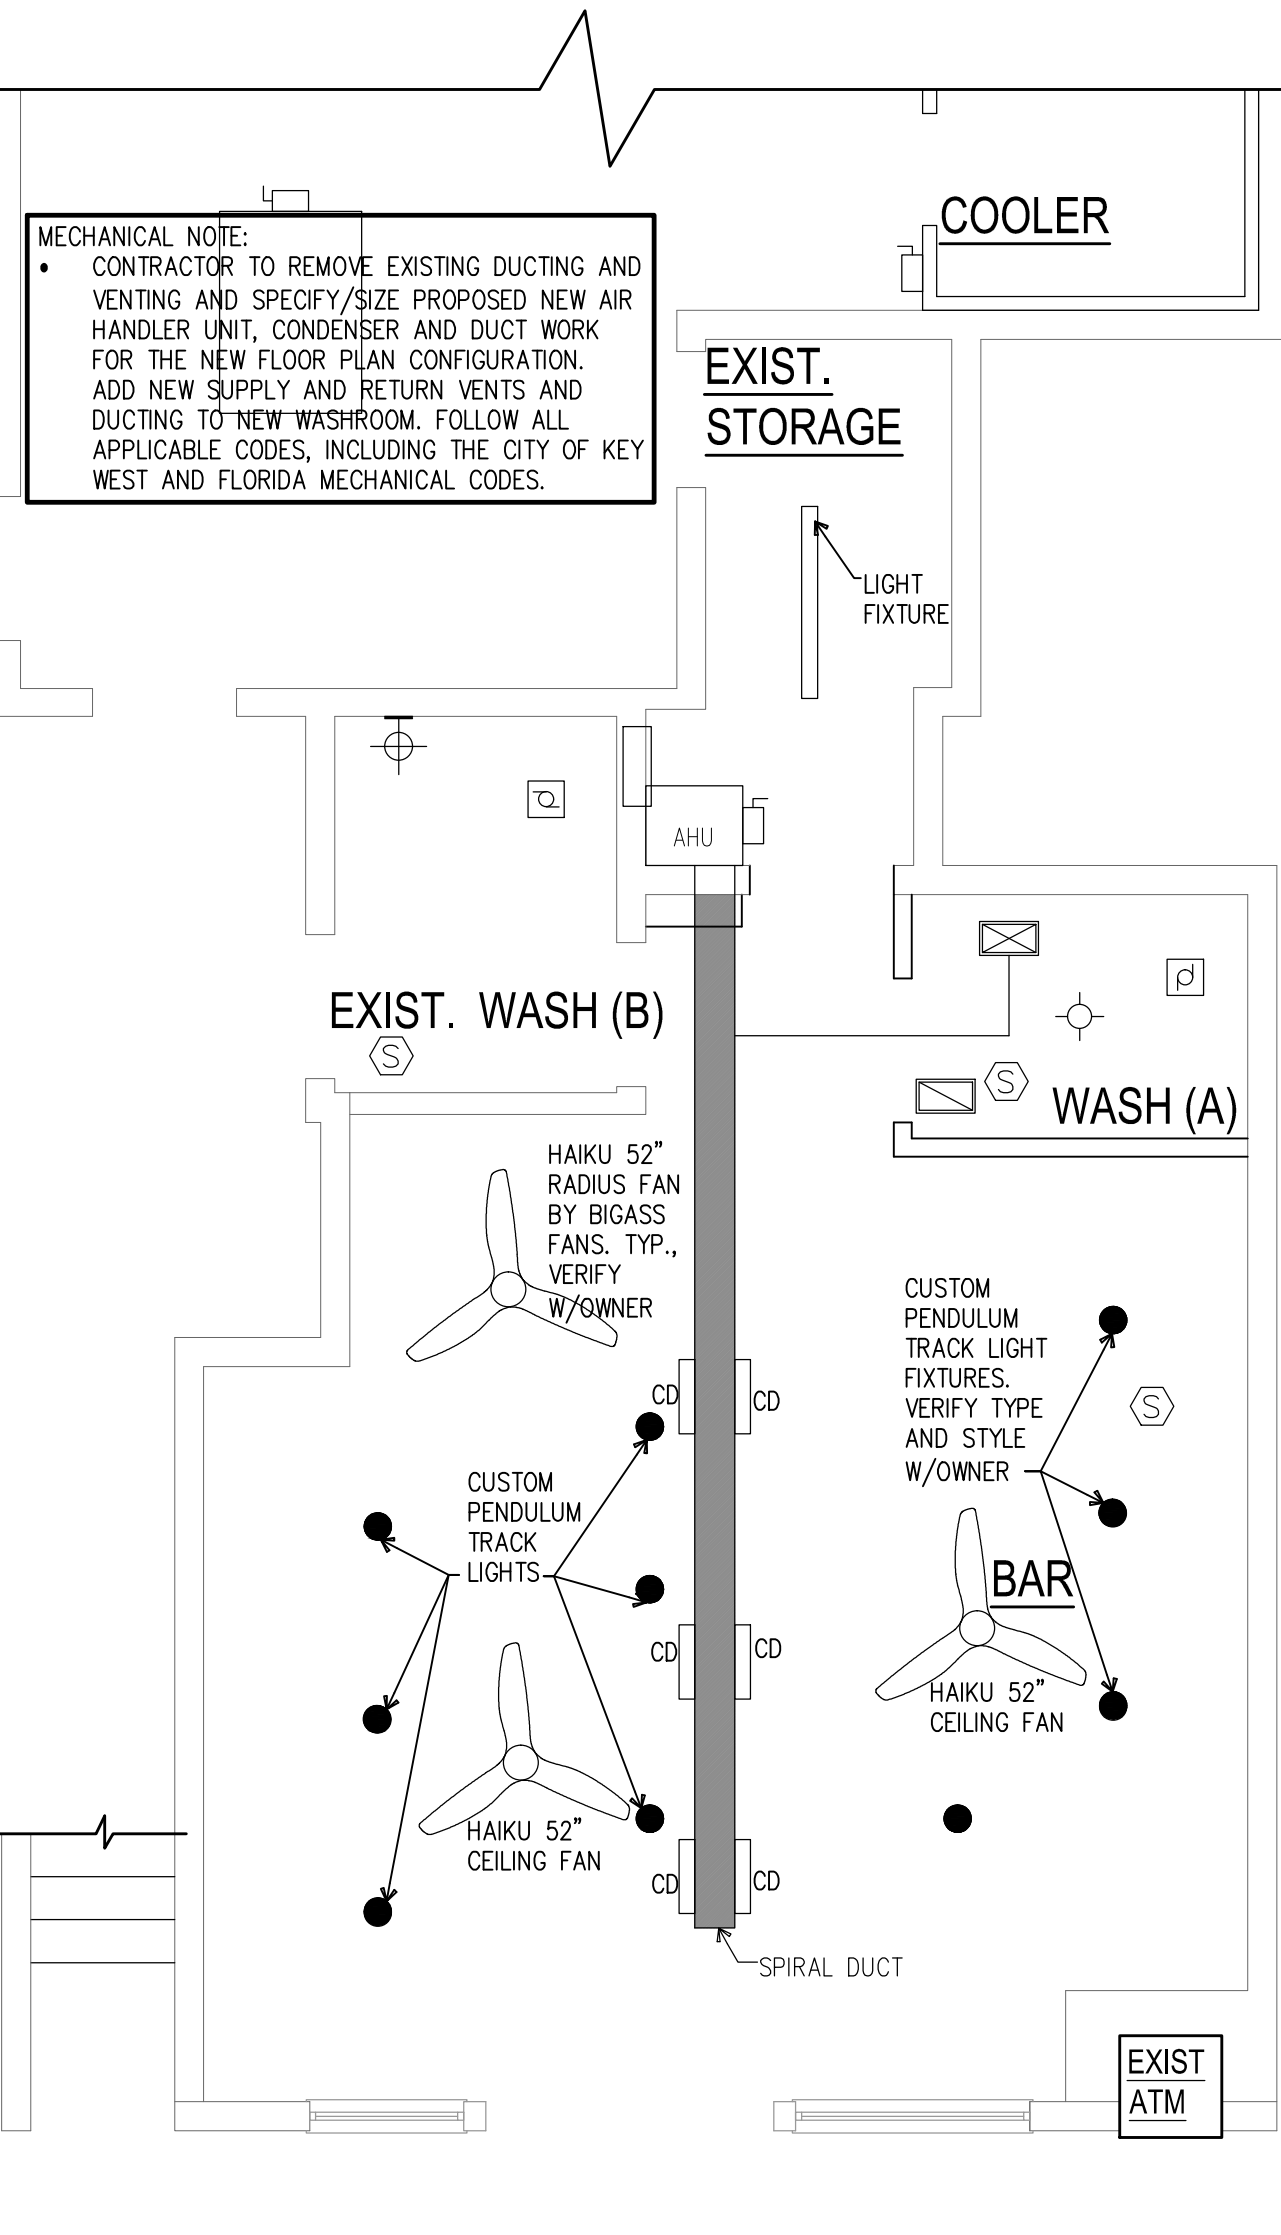 COOLER
MECHANICAL NOTE:
• CONTRACTOR TO REMOVE EXISTING DUCTING AND
VENTING AND SPECIFY/SIZE PROPOSED NEW AIR
HANDLER UNIT, CONDENSER AND DUCT WORK
FOR THE NEW FLOOR PLAN CONFIGURATION.
ADD NEW SUPPLY AND RETURN VENTS AND
DUCTING TO NEW WASHROOM. FOLLOW ALL
APPLICABLE CODES, INCLUDING THE CITY OF KEY
WEST AND FLORIDA MECHANICAL CODES.
EXIST.
STORAGE
LIGHT
FIXTURE
AHU
EXIST. WASH (B)
S
S
WASH (A)
HAIKU 52"
RADIUS FAN
BY BIGASS
FANS. TYP.,
VERIFY
W/OWNER
CUSTOM
PENDULUM
TRACK LIGHT
FIXTURES.
VERIFY TYPE
AND STYLE
W/OWNER
S
CD
CD
CUSTOM
PENDULUM
TRACK
LIGHTS
BAR
CD
CD
HAIKU 52"
CEILING FAN
HAIKU 52"
CEILING FAN
CD
CD
SPIRAL DUCT
EXIST
ATM